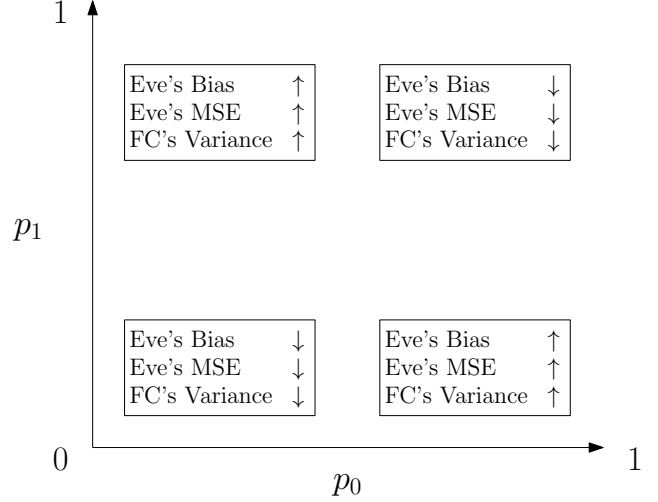 1
Eve's Bias ↑
Eve's MSE ↑
FC's Variance ↑
Eve's Bias ↓
Eve's MSE ↓
FC's Variance ↓
p₁
Eve's Bias ↓
Eve's MSE ↓
FC's Variance ↓
Eve's Bias ↑
Eve's MSE ↑
FC's Variance ↑
0
p₀
1